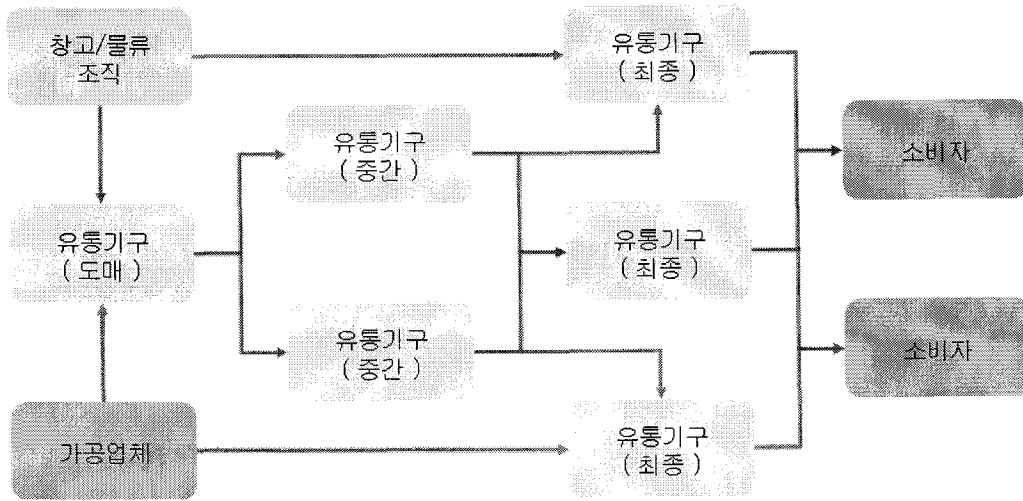 창고/물류
조직
유통기구
( 최종 )
유통기구
( 중간 )
소비자
유통기구
( 도매 )
유통기구
( 최종 )
유통기구
( 중간 )
소비자
가공업체
유통기구
( 최종 )